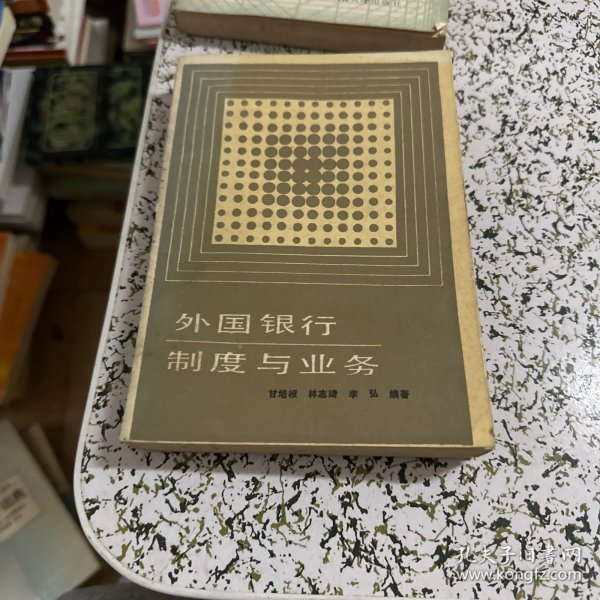 外国银行
制度与业务
甘培根 林志琦 李弘 编著
孔夫子旧书网
www.kongfz.com